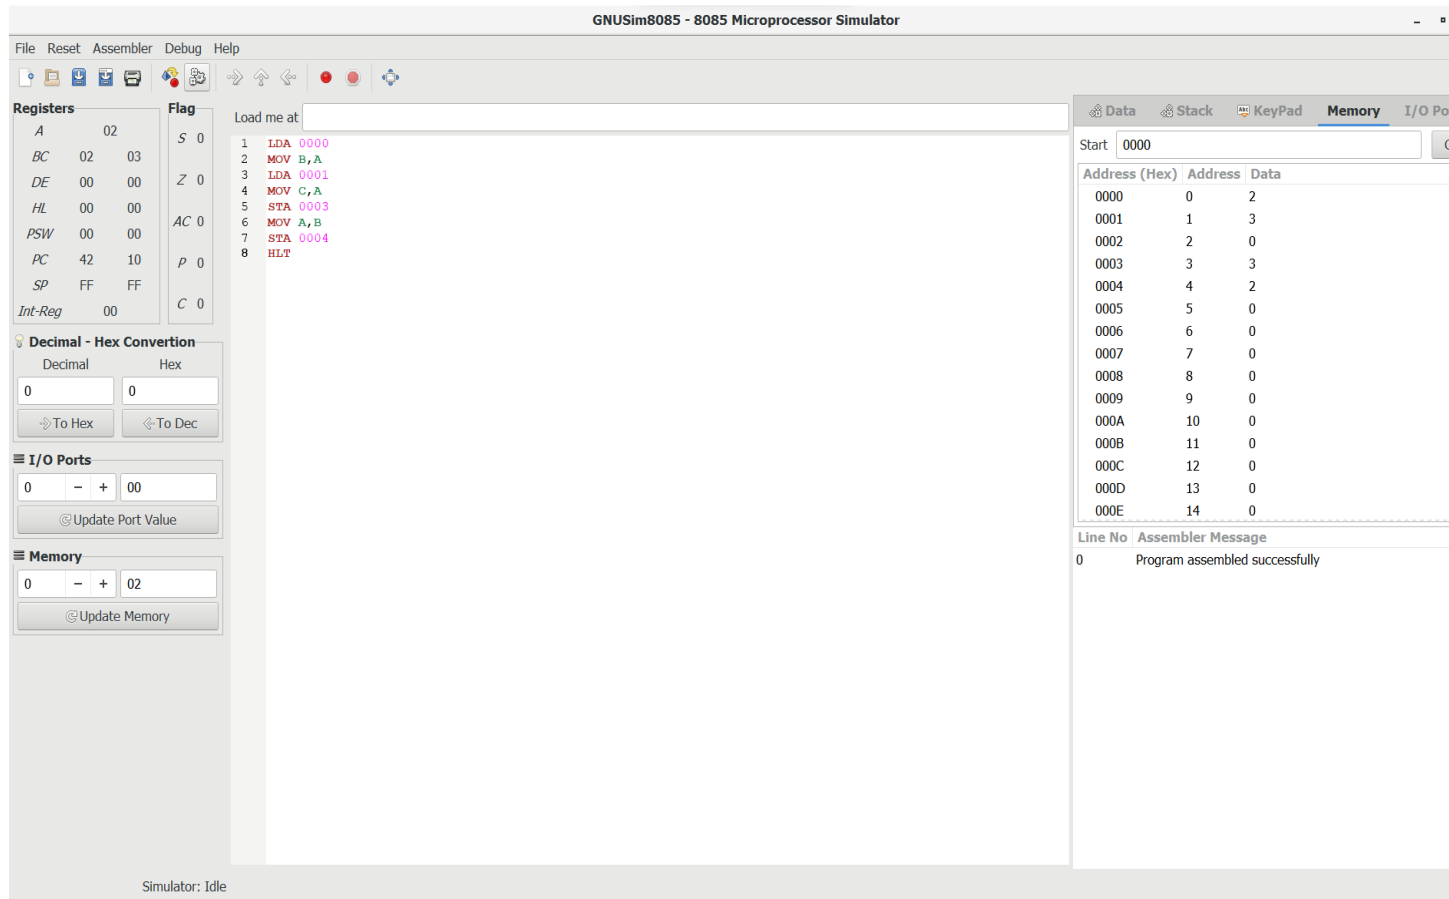 GNUSim8085 - 8085 Microprocessor Simulator
File Reset Assembler Debug Help
Registers
A 02
BC 02 03
DE 00 00
HL 00 00
PSW 00 00
PC 42 10
SP FF FF
Int-Reg 00
Flag
S 0
Z 0
AC 0
P 0
C 0
Decimal - Hex Convertion
Decimal Hex
0 0
To Hex To Dec
I/O Ports
0 - + 00
Update Port Value
Memory
0 - + 02
Update Memory
Load me at
1 LDA 0000
2 MOV B,A
3 LDA 0001
4 MOV C,A
5 STA 0003
6 MOV A,B
7 STA 0004
8 HLT
Data Stack Abc KeyPad Memory I/O Po
Start 0000
Address (Hex) Address Data
0000 0 2
0001 1 3
0002 2 0
0003 3 3
0004 4 2
0005 5 0
0006 6 0
0007 7 0
0008 8 0
0009 9 0
000A 10 0
000B 11 0
000C 12 0
000D 13 0
000E 14 0
Line No Assembler Message
0 Program assembled successfully
Simulator: Idle